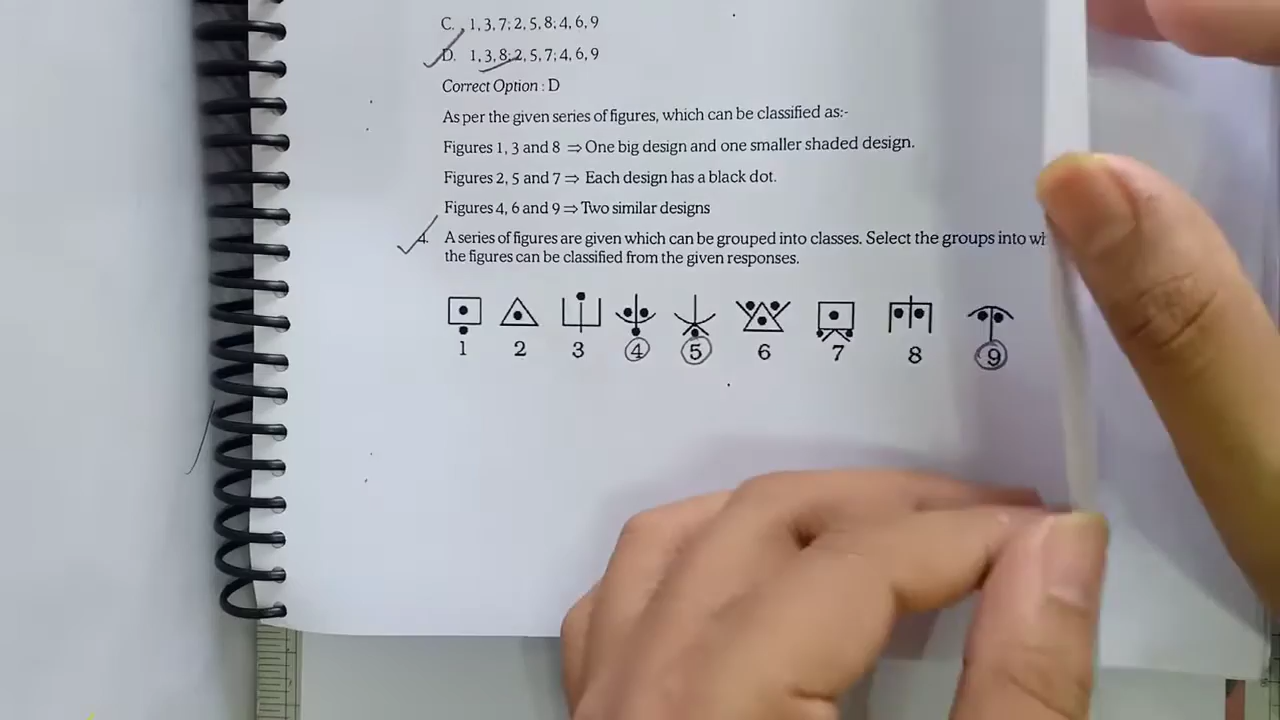 C. 1, 3, 7; 2, 5, 8; 4, 6, 9
D. 1, 3, 8; 2, 5, 7; 4, 6, 9
Correct Option : D
As per the given series of figures, which can be classified as:-
Figures 1, 3 and 8 ⇒ One big design and one smaller shaded design.
Figures 2, 5 and 7 ⇒ Each design has a black dot.
Figures 4, 6 and 9 ⇒ Two similar designs
4. A series of figures are given which can be grouped into classes. Select the groups into
the figures can be classified from the given responses.
1 2 3 4 5 6 7 8 9